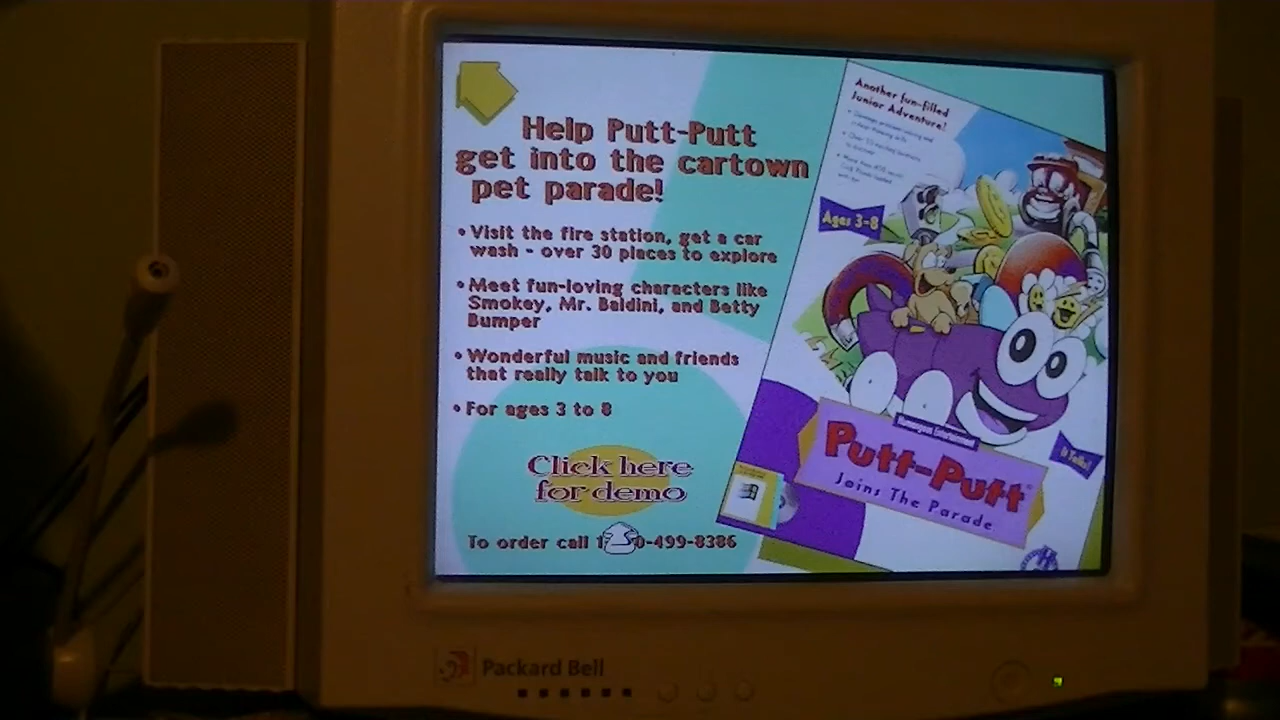 Help Putt-Putt
get into the cartown
pet parade!
• Visit the fire station, get a car
wash - over 30 places to explore
• Meet fun-loving characters like
Smokey, Mr. Baldini, and Betty
Bumper
• Wonderful music and friends
that really talk to you
• For ages 3 to 8
Click here
for demo
To order call 1 0-499-8386
Another fun-filled
Junior Adventure!
Ages 3-8
Humongous Entertainment
Putt-Putt
Joins The Parade
It Talks!
Packard Bell